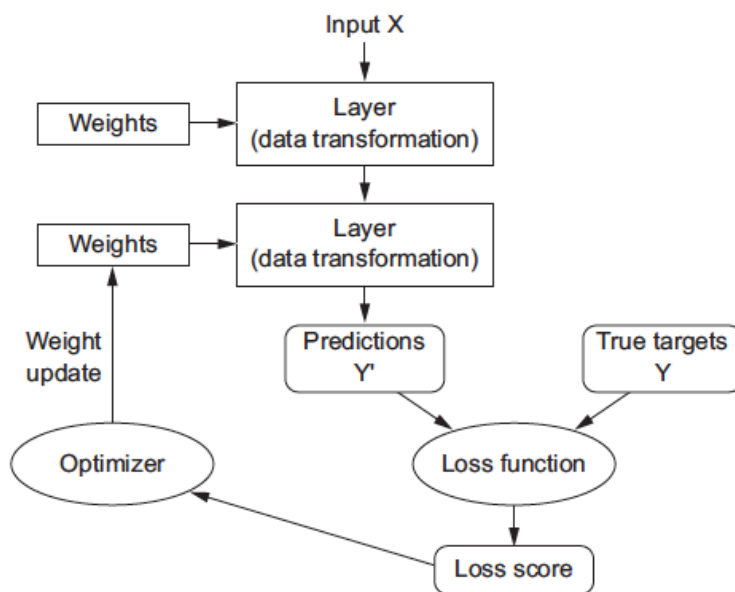 Input X
Layer
(data transformation)
Weights
Layer
(data transformation)
Weights
Predictions
Y'
True targets
Y
Weight
update
Optimizer
Loss function
Loss score